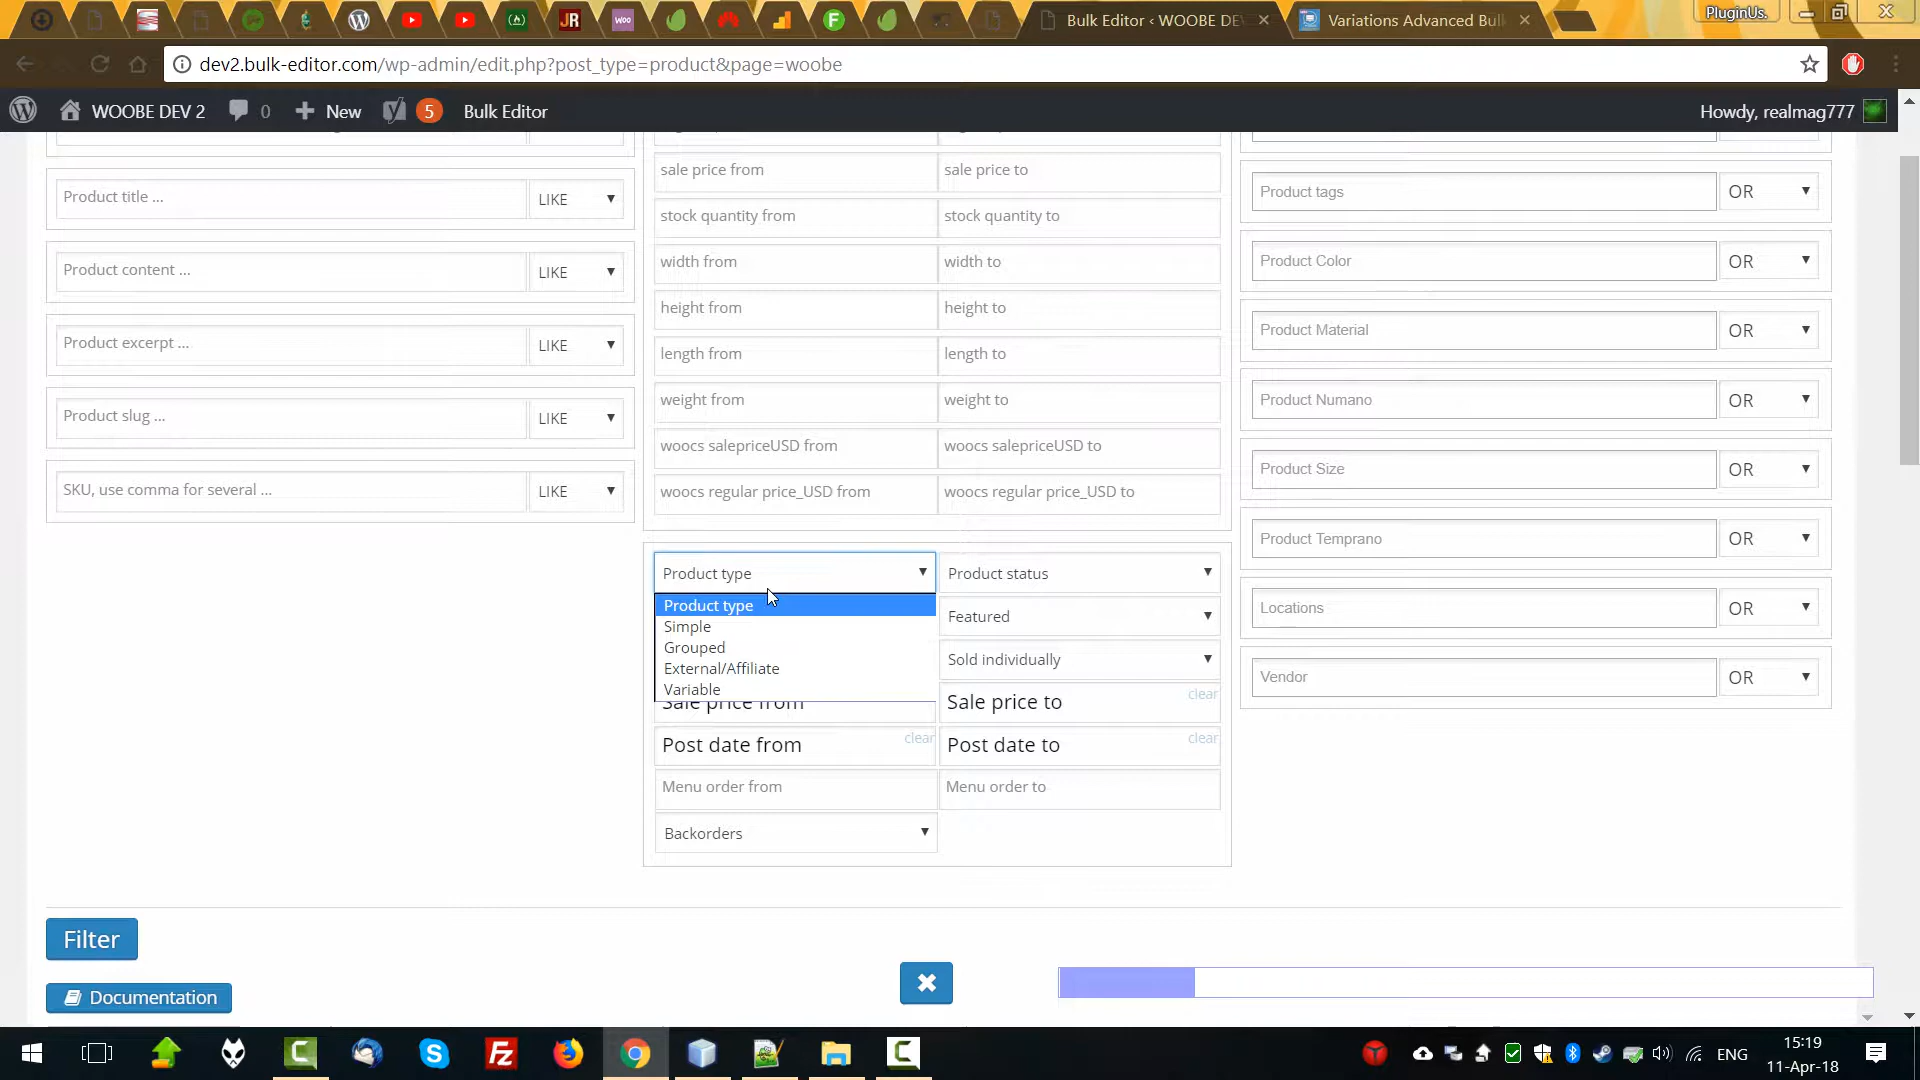 Bulk Editor ‹ WOOBE DE
Variations Advanced Bul
PluginUs.
dev2.bulk-editor.com/wp-admin/edit.php?post_type=product&page=woobe
WOOBE DEV 2
0
New
5
Bulk Editor
Howdy, realmag777
Product title ...
LIKE
Product content ...
LIKE
Product excerpt ...
LIKE
Product slug ...
LIKE
SKU, use comma for several ...
LIKE
sale price from
sale price to
stock quantity from
stock quantity to
width from
width to
height from
height to
length from
length to
weight from
weight to
woocs salepriceUSD from
woocs salepriceUSD to
woocs regular price_USD from
woocs regular price_USD to
Product type
Product status
Product type
Simple
Grouped
External/Affiliate
Variable
Featured
Sold individually
Sale price from
Sale price to
clear
Post date from
clear
Post date to
clear
Menu order from
Menu order to
Backorders
Product tags
OR
Product Color
OR
Product Material
OR
Product Numano
OR
Product Size
OR
Product Temprano
OR
Locations
OR
Vendor
OR
Filter
Documentation
ENG
15:19
11-Apr-18